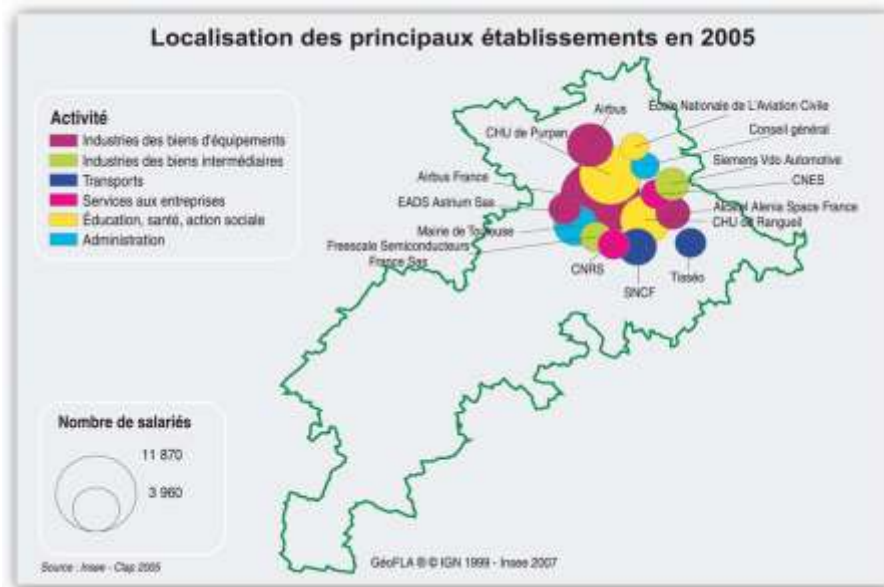 Localisation des principaux établissements en 2005
Activité
Industries des biens d'équipements
Industries des biens intermédiaires
Transports
Services aux entreprises
Éducation, santé, action sociale
Administration
Airbus
École Nationale de L'Aviation Civile
CHU de Purpan
Conseil général
Siemens Vdo Automotive
Airbus France
CNES
EADS Astrium Sas
Alcatel Alenia Space France
Mairie de Toulouse
CHU de Rangueil
Freescale Semiconducteurs
France Sas
CNRS
SNCF
Tisséo
Nombre de salariés
11 870
3 960
Source : Insee - Clap 2005
GéoFLA ® © IGN 1999 - Insee 2007